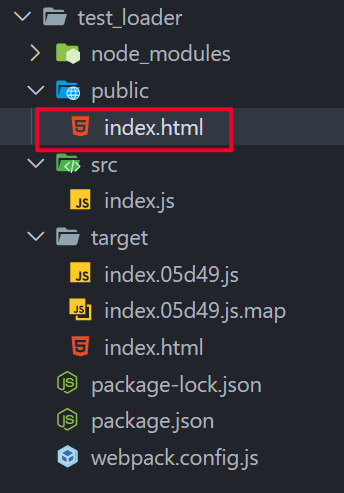 test_loader
node_modules
public
index.html
src
JS index.js
target
JS index.05d49.js
JS index.05d49.js.map
index.html
package-lock.json
package.json
webpack.config.js